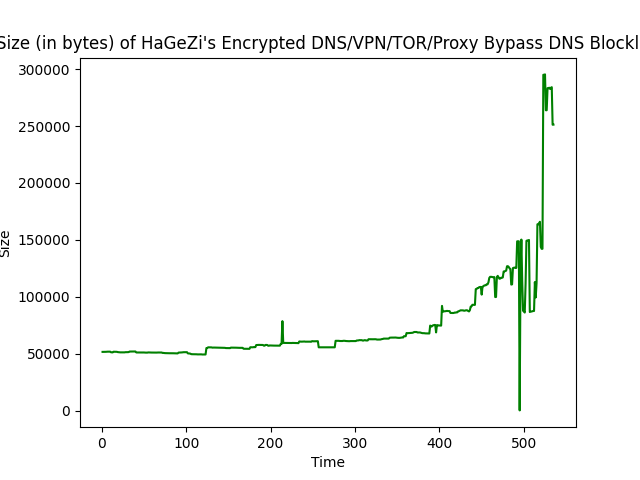 Size (in bytes) of HaGeZi's Encrypted DNS/VPN/TOR/Proxy Bypass DNS Blockl
300000
250000
200000
150000
100000
50000
0
Size
0 100 200 300 400 500
Time